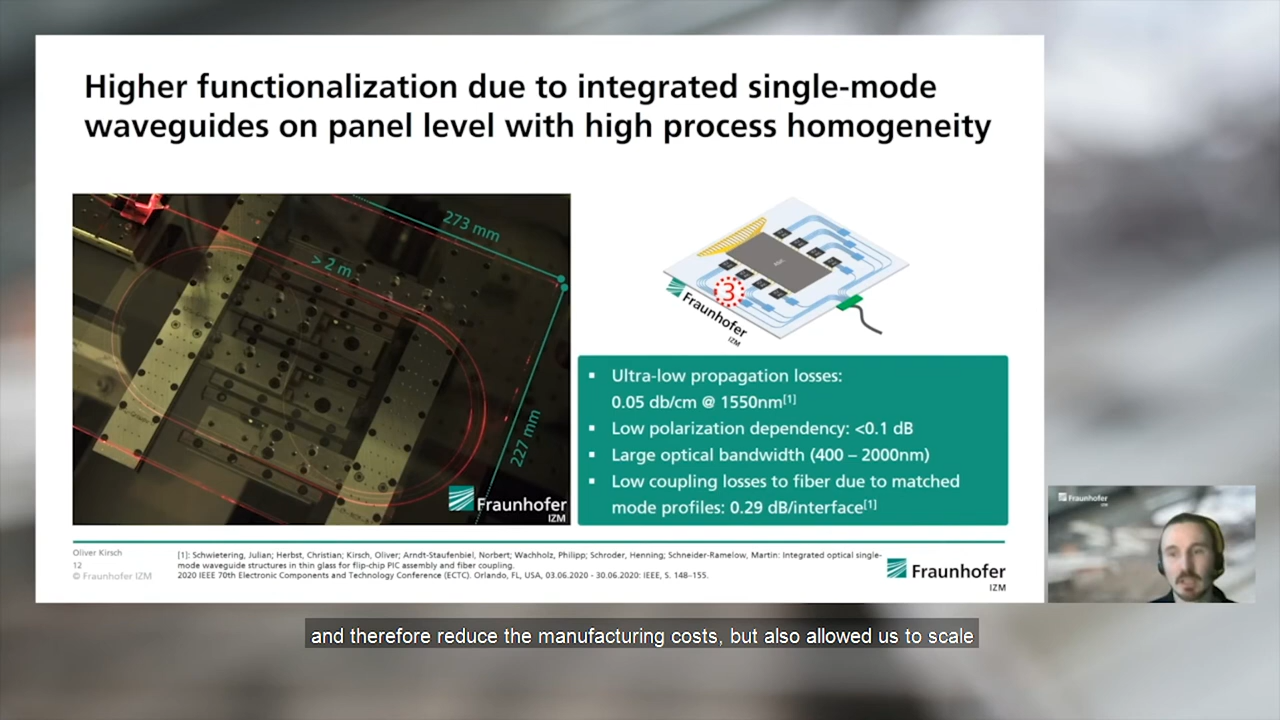 Higher functionalization due to integrated single-mode
waveguides on panel level with high process homogeneity
273 mm
> 2 m
227 mm
Fraunhofer
IZM
3
Fraunhofer
IZM
▪ Ultra-low propagation losses:
0.05 db/cm @ 1550nm[1]
▪ Low polarization dependency: <0.1 dB
▪ Large optical bandwidth (400 – 2000nm)
▪ Low coupling losses to fiber due to matched
mode profiles: 0.29 dB/interface[1]
Oliver Kirsch
12
© Fraunhofer IZM
[1]: Schwietering, Julian; Herbst, Christian; Kirsch, Oliver; Arndt-Staufenbiel, Norbert; Wachholz, Philipp; Schroder, Henning; Schneider-Ramelow, Martin: Integrated optical single-
mode waveguide structures in thin glass for flip-chip PIC assembly and fiber coupling.
2020 IEEE 70th Electronic Components and Technology Conference (ECTC). Orlando, FL, USA, 03.06.2020 - 30.06.2020: IEEE, S. 148–155.
Fraunhofer
IZM
Fraunhofer
and therefore reduce the manufacturing costs, but also allowed us to scale